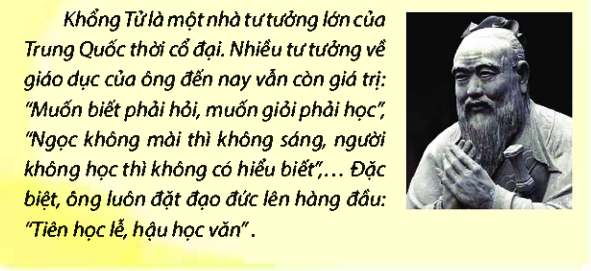 Khổng Tử là một nhà tư tưởng lớn của
Trung Quốc thời cổ đại. Nhiều tư tưởng về
giáo dục của ông đến nay vẫn còn giá trị:
“Muốn biết phải hỏi, muốn giỏi phải học”,
“Ngọc không mài thì không sáng, người
không học thì không có hiểu biết”,… Đặc
biệt, ông luôn đặt đạo đức lên hàng đầu:
“Tiên học lễ, hậu học văn” .